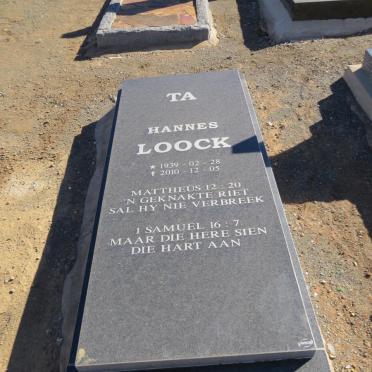 TA
HANNES
LOOCK
* 1939 - 02 - 28
✝ 2010 - 12 - 05
MATTHEUS 12 : 20
'N GEKNAKTE RIET
SAL HY NIE VERBREEK
1 SAMUEL 16 : 7
MAAR DIE HERE SIEN
DIE HART AAN